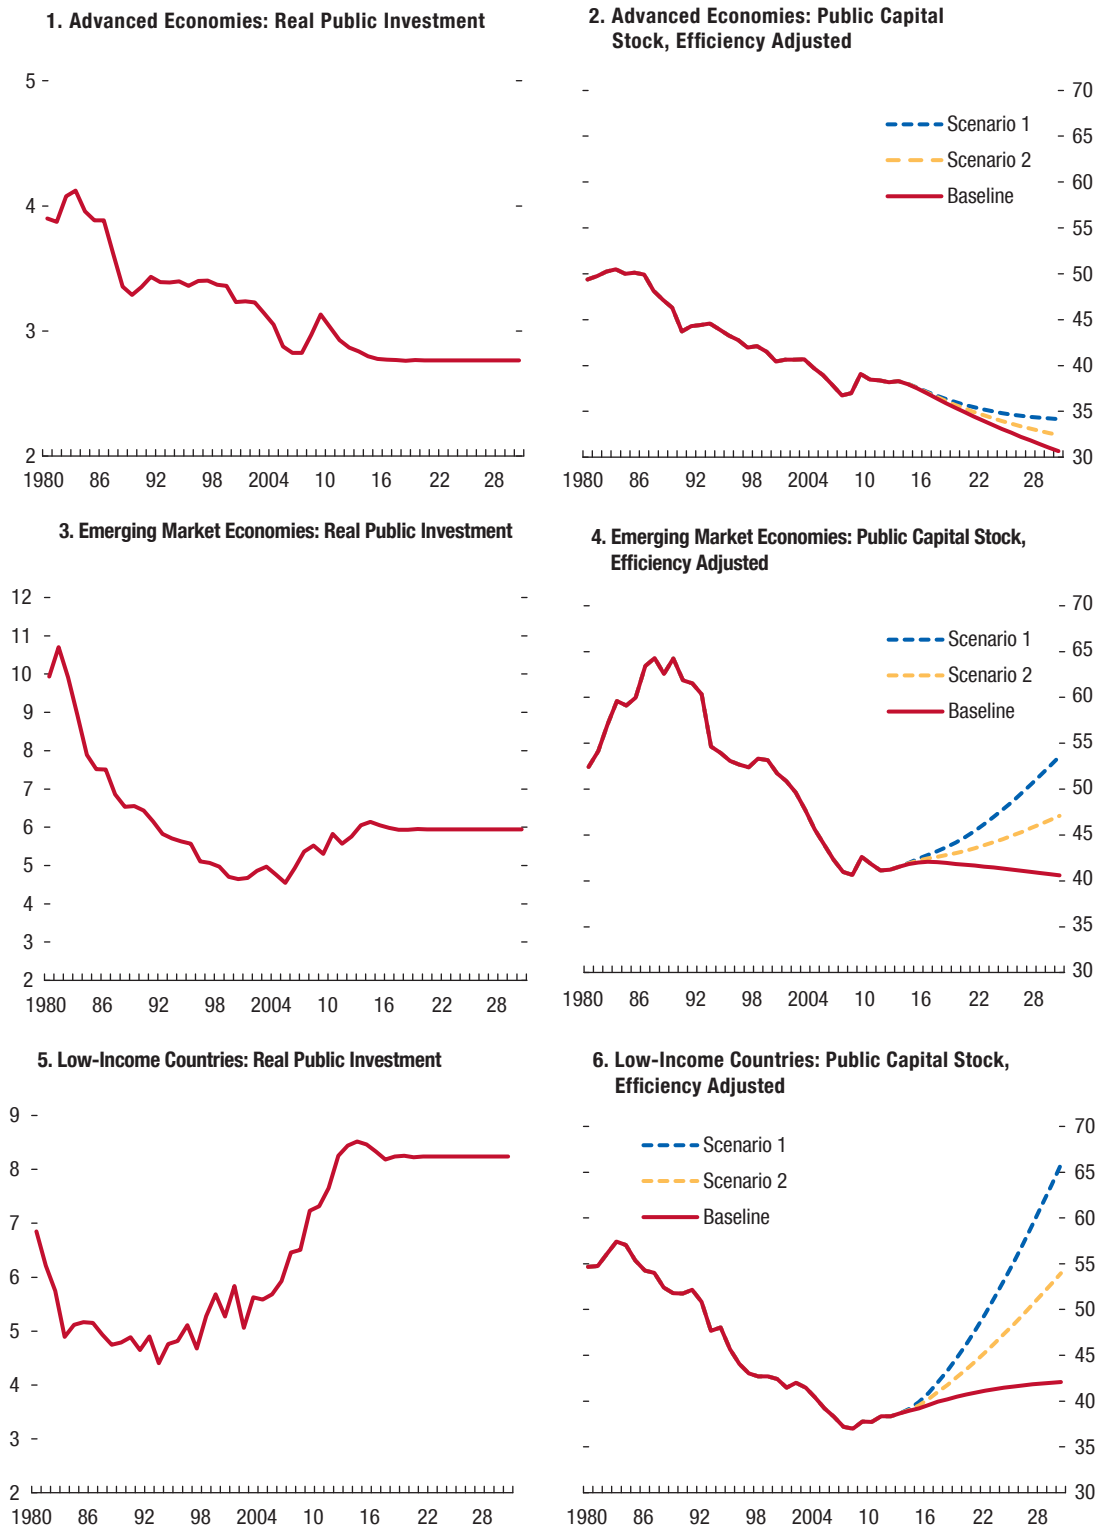 1. Advanced Economies: Real Public Investment
5
4
3
2
1980 86 92 98 2004 10 16 22 28
2. Advanced Economies: Public Capital
Stock, Efficiency Adjusted
70
65
60
55
50
45
40
35
30
Scenario 1
Scenario 2
Baseline
1980 86 92 98 2004 10 16 22 28
3. Emerging Market Economies: Real Public Investment
12
11
10
9
8
7
6
5
4
3
2
1980 86 92 98 2004 10 16 22 28
4. Emerging Market Economies: Public Capital Stock,
Efficiency Adjusted
70
65
60
55
50
45
40
35
30
Scenario 1
Scenario 2
Baseline
1980 86 92 98 2004 10 16 22 28
5. Low-Income Countries: Real Public Investment
9
8
7
6
5
4
3
2
1980 86 92 98 2004 10 16 22 28
6. Low-Income Countries: Public Capital Stock,
Efficiency Adjusted
70
65
60
55
50
45
40
35
30
Scenario 1
Scenario 2
Baseline
1980 86 92 98 2004 10 16 22 28